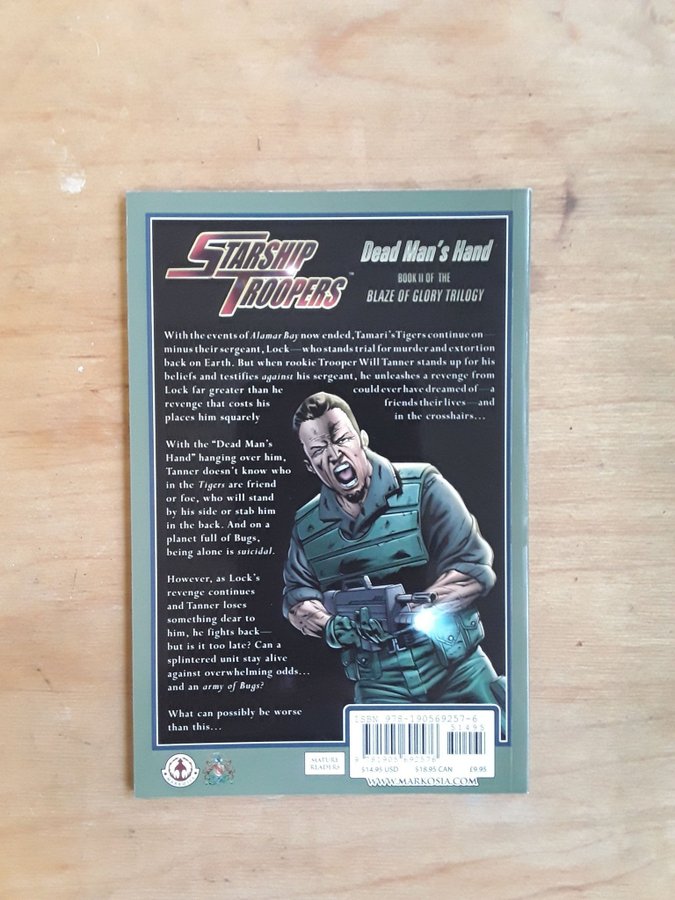 STARSHIP TROOPERS™
Dead Man's Hand
BOOK II OF THE
BLAZE OF GLORY TRILOGY
With the events of Alamar Bay now ended, Tamari's Tigers continue on—
minus their sergeant, Lock—who stands trial for murder and extortion
back on Earth. But when rookie Trooper Will Tanner stands up for his
beliefs and testifies against his sergeant, he unleashes a revenge from
Lock far greater than he could ever have dreamed of—a
revenge that costs his friends their lives—and
places him squarely in the crosshairs...
With the "Dead Man's
Hand" hanging over him,
Tanner doesn't know who
in the Tigers are friend
or foe, who will stand
by his side or stab him
in the back. And on a
planet full of Bugs,
being alone is suicidal.
However, as Lock's
revenge continues
and Tanner loses
something dear to
him, he fights back—
but is it too late? Can a
splintered unit stay alive
against overwhelming odds...
and an army of Bugs?
What can possibly be worse
than this...
MATURE
READERS
ISBN 978-190569257-6
51495
9 781905 692576
$14.95 USD $18.95 CAN £9.95
WWW.MARKOSIA.COM